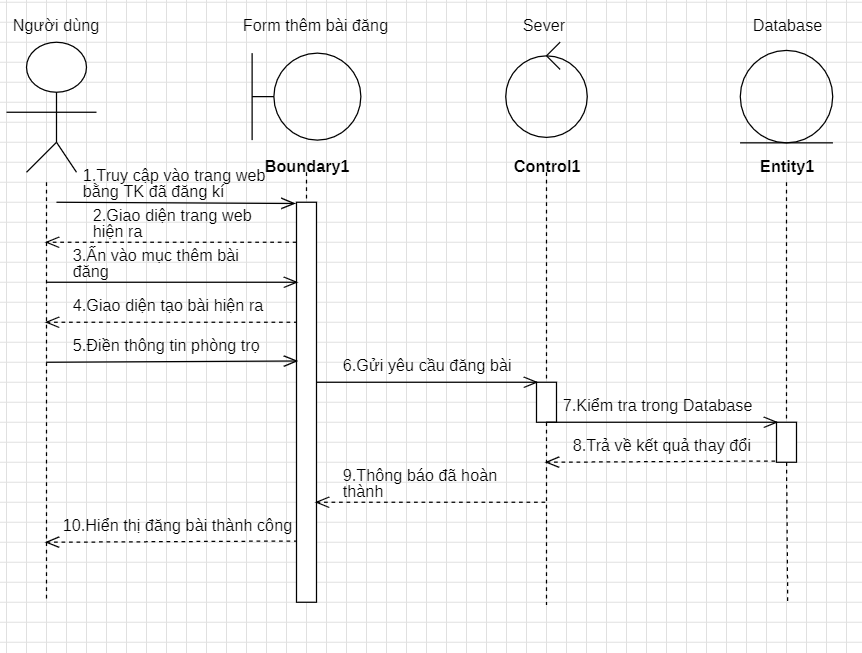 Người dùng
Form thêm bài đăng
Sever
Database
Boundary1
Control1
Entity1
1.Truy cập vào trang web
bằng TK đã đăng kí
2.Giao diện trang web
hiện ra
3.Ấn vào mục thêm bài
đăng
4.Giao diện tạo bài hiện ra
5.Điền thông tin phòng trọ
6.Gửi yêu cầu đăng bài
7.Kiểm tra trong Database
8.Trả về kết quả thay đổi
9.Thông báo đã hoàn
thành
10.Hiển thị đăng bài thành công